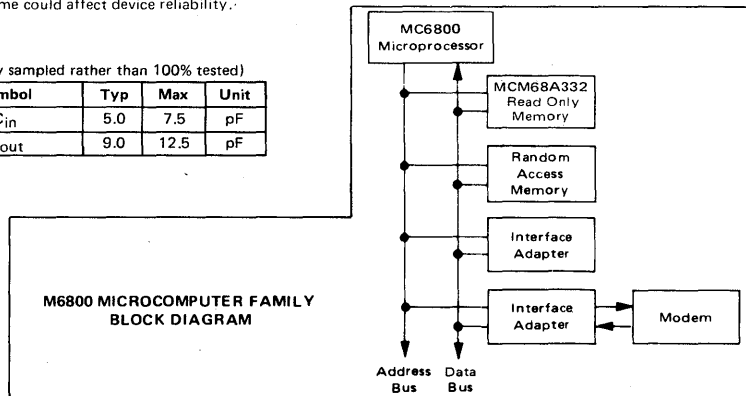 me could affect device reliability.
y sampled rather than 100% tested)
mbol Typ Max Unit
Cin 5.0 7.5 pF
out 9.0 12.5 pF
MC6800
Microprocessor
MCM68A332
Read Only
Memory
Random
Access
Memory
Interface
Adapter
Interface
Adapter
Modem
M6800 MICROCOMPUTER FAMILY
BLOCK DIAGRAM
Address
Bus
Data
Bus